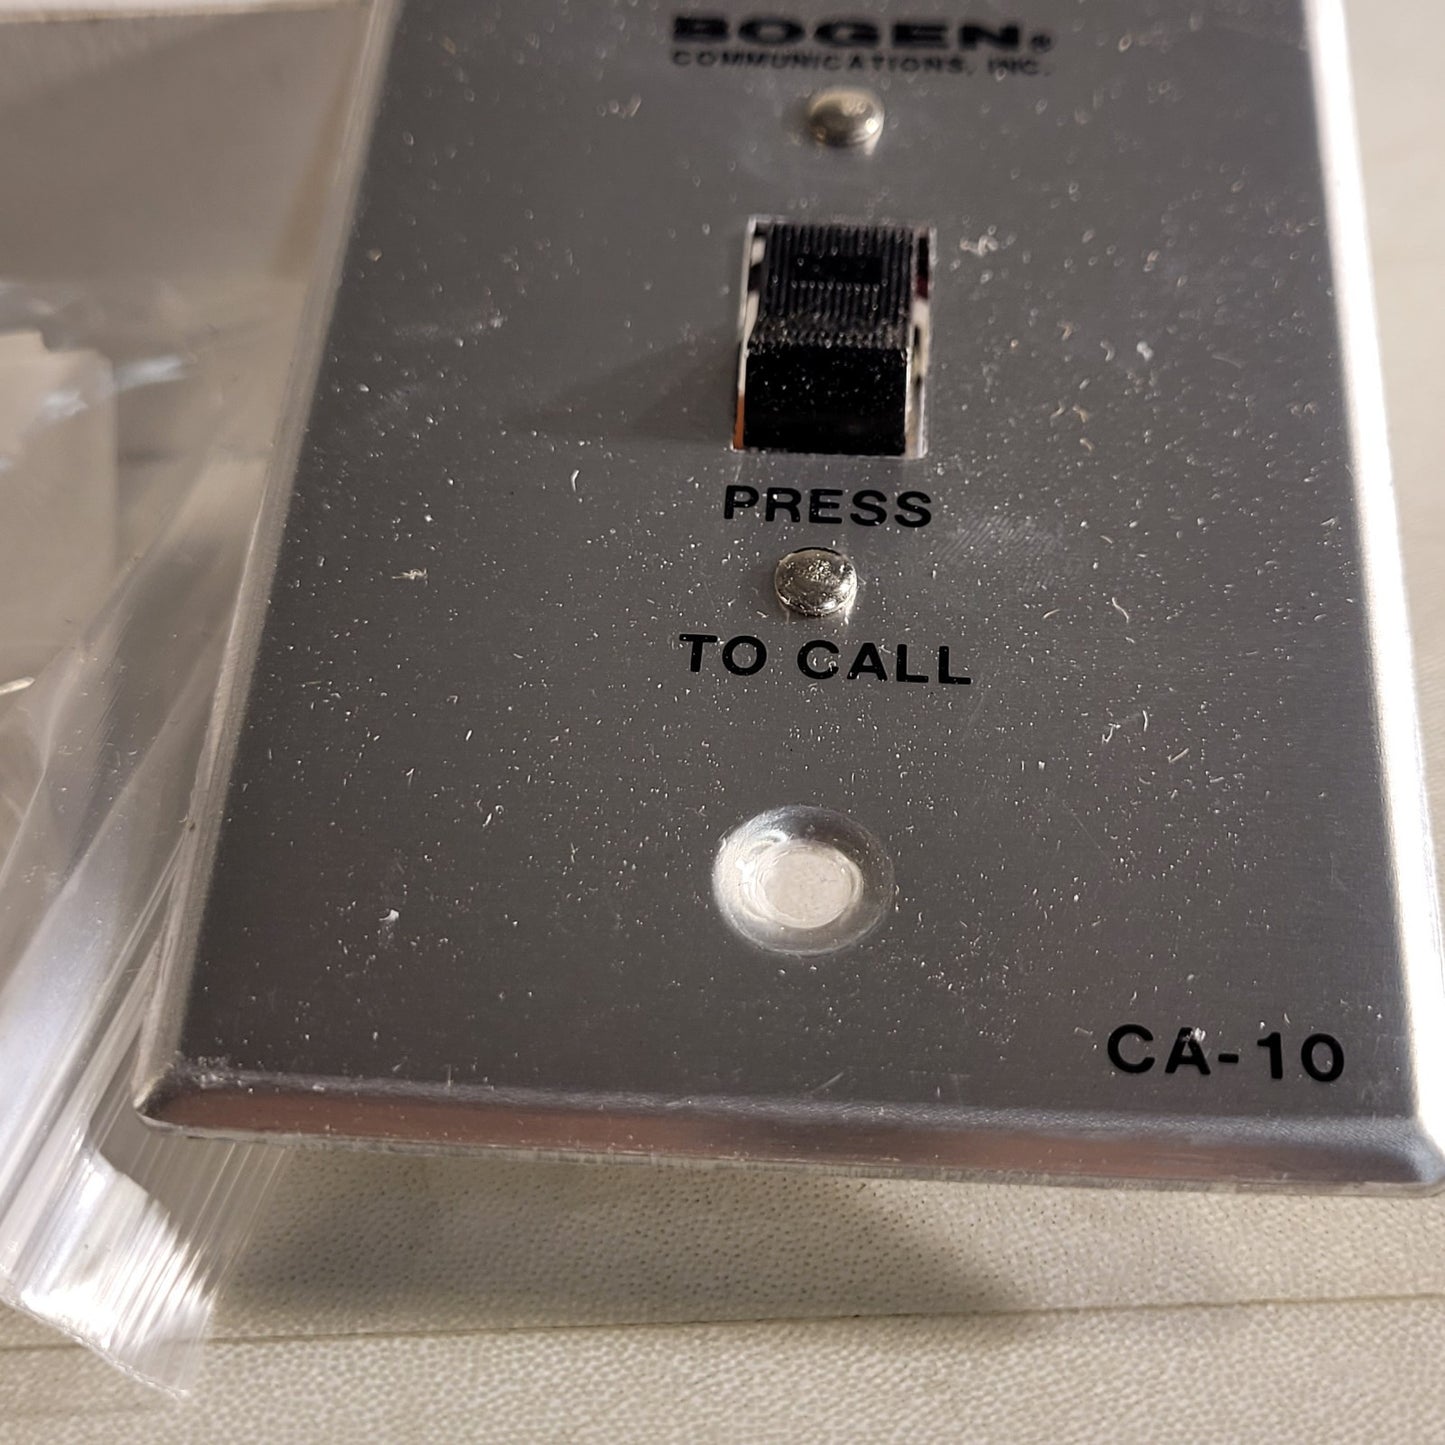 BOGEN®
COMMUNICATIONS, INC.
PRESS
TO CALL
CA-10